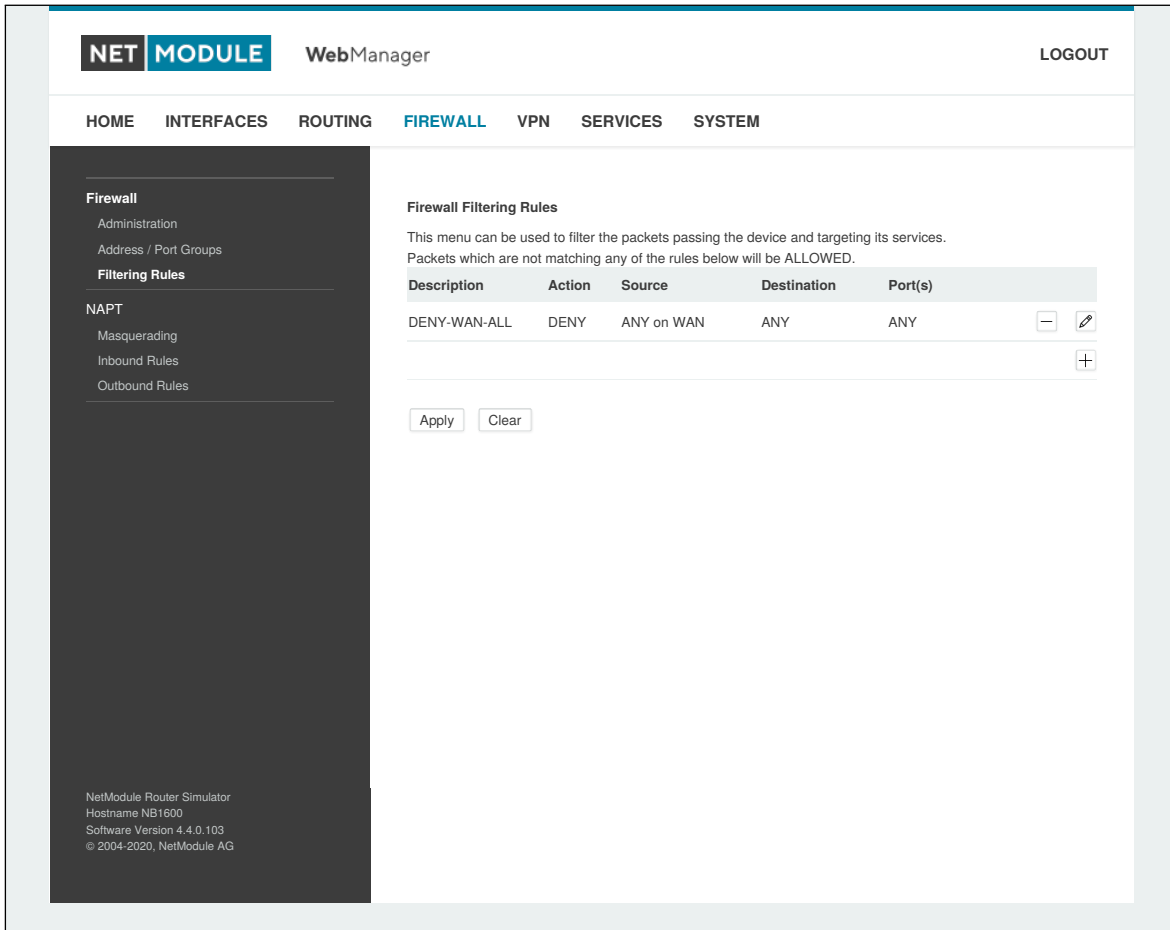 NET MODULE WebManager LOGOUT
HOME INTERFACES ROUTING FIREWALL VPN SERVICES SYSTEM
Firewall
Administration
Address / Port Groups
Filtering Rules
NAPT
Masquerading
Inbound Rules
Outbound Rules
Firewall Filtering Rules
This menu can be used to filter the packets passing the device and targeting its services.
Packets which are not matching any of the rules below will be ALLOWED.
Description Action Source Destination Port(s)
DENY-WAN-ALL DENY ANY on WAN ANY ANY
Apply Clear
NetModule Router Simulator
Hostname NB1600
Software Version 4.4.0.103
© 2004-2020, NetModule AG